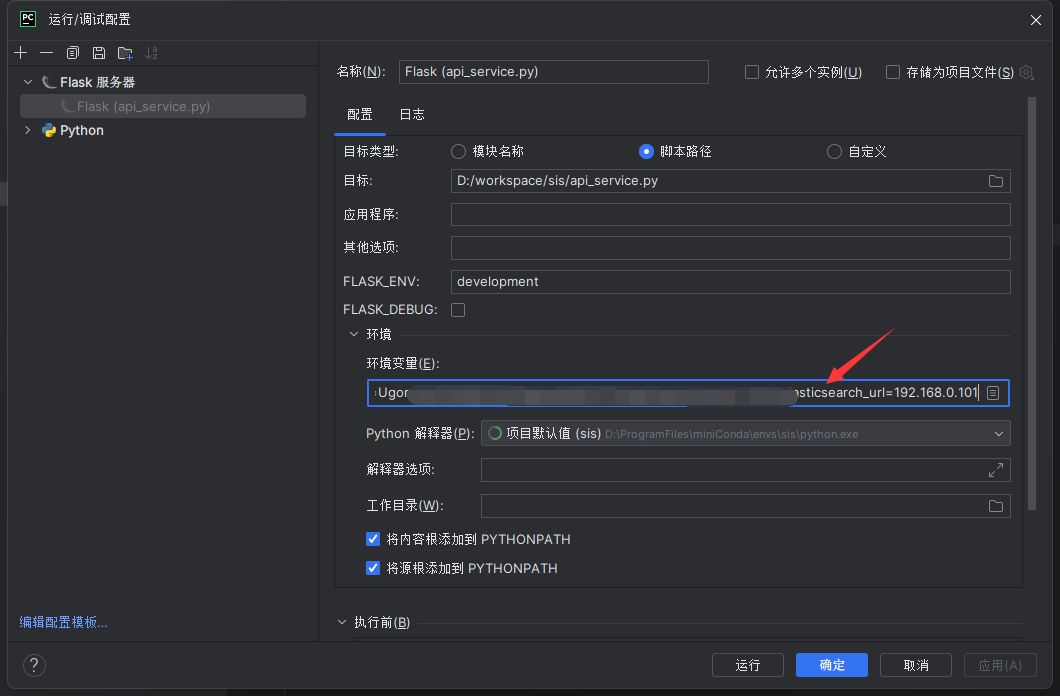 PC 运行/调试配置
Flask 服务器
Flask (api_service.py)
Python
名称(N): Flask (api_service.py) 允许多个实例(U) 存储为项目文件(S)
配置 日志
目标类型: 模块名称 脚本路径 自定义
目标: D:/workspace/sis/api_service.py
应用程序:
其他选项:
FLASK_ENV: development
FLASK_DEBUG:
环境
环境变量(E):
:Ugor sticsearch_url=192.168.0.101
Python 解释器(P): 项目默认值 (sis) D:\ProgramFiles\miniConda\envs\sis\python.exe
解释器选项:
工作目录(W):
将内容根添加到 PYTHONPATH
将源根添加到 PYTHONPATH
编辑配置模板...
执行前(B)
? 运行 确定 取消 应用(A)